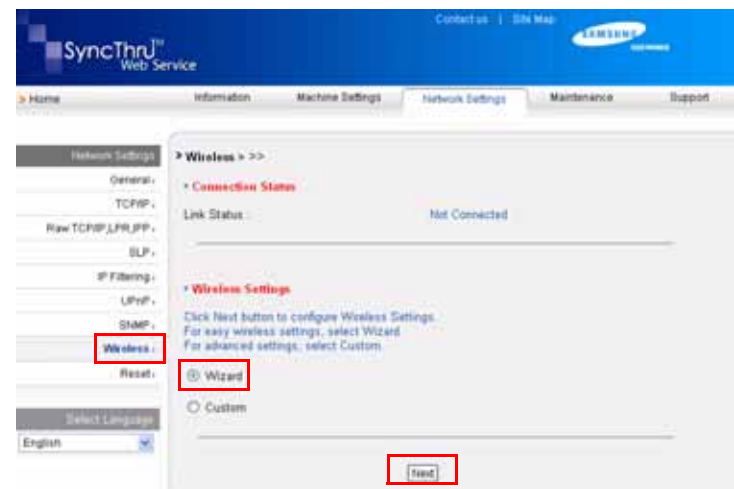 Contact us | Site Map
SAMSUNG
ELECTRONICS
SyncThru™
Web Service
> Home
Information
Machine Settings
Network Settings
Maintenance
Support
Network Settings
General
TCP/IP
Raw TCP/IP,LPR,IPP
SLP
IP Filtering
UPnP
SNMP
Wireless
Reset
Select Language
English
Wireless > >>
Connection Status
Link Status
Not Connected
Wireless Settings
Click Next button to configure Wireless Settings.
For easy wireless settings, select Wizard
For advanced settings, select Custom
Wizard
Custom
Next